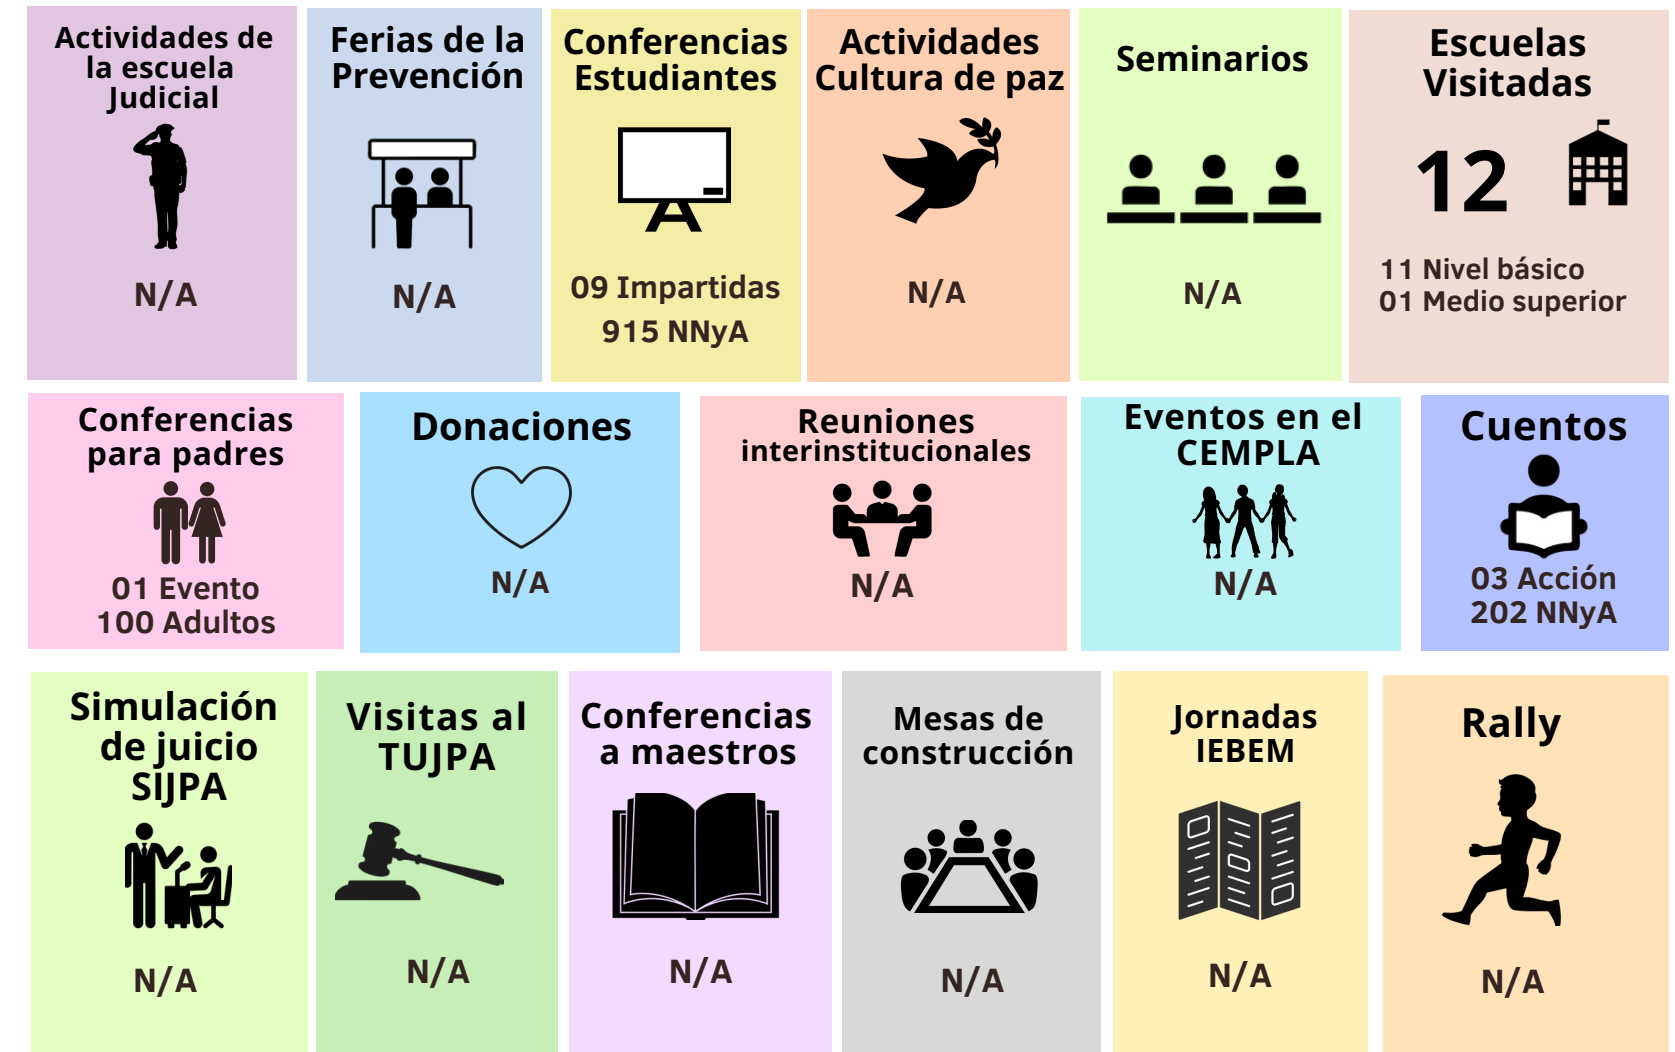 Actividades de
la escuela
Judicial
N/A
Ferias de la
Prevención
N/A
Conferencias
Estudiantes
09 Impartidas
915 NNyA
Actividades
Cultura de paz
N/A
Seminarios
N/A
Escuelas
Visitadas
12
11 Nivel básico
01 Medio superior
Conferencias
para padres
01 Evento
100 Adultos
Donaciones
N/A
Reuniones
interinstitucionales
N/A
Eventos en el
CEMPLA
N/A
Cuentos
03 Acción
202 NNyA
Simulación
de juicio
SIJPA
N/A
Visitas al
TUJPA
N/A
Conferencias
a maestros
N/A
Mesas de
construcción
N/A
Jornadas
IEBEM
N/A
Rally
N/A